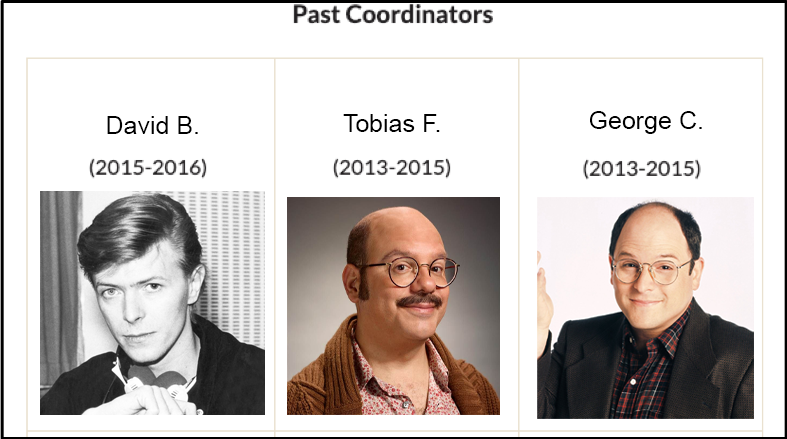 Past Coordinators
David B. Tobias F. George C.
(2015-2016) (2013-2015) (2013-2015)